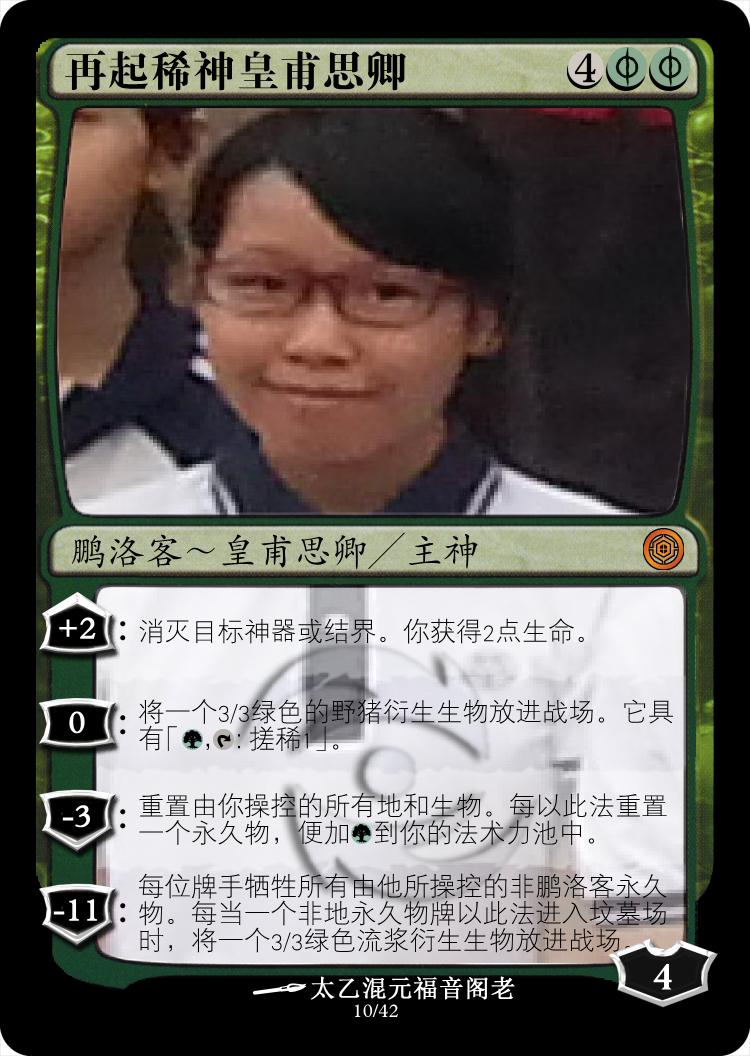 再起稀神皇甫思卿 4
鹏洛客～皇甫思卿／主神
+2：消灭目标神器或结界。你获得2点生命。
0：将一个3/3绿色的野猪衍生生物放进战场。它具
有「，：搓稀1」。
-3：重置由你操控的所有地和生物。每以此法重置
一个永久物，便加到你的法术力池中。
-11：每位牌手牺牲所有由他所操控的非鹏洛客永久
物。每当一个非地永久物牌以此法进入坟墓场
时，将一个3/3绿色流浆衍生生物放进战场。
4
太乙混元福音阁老
10/42